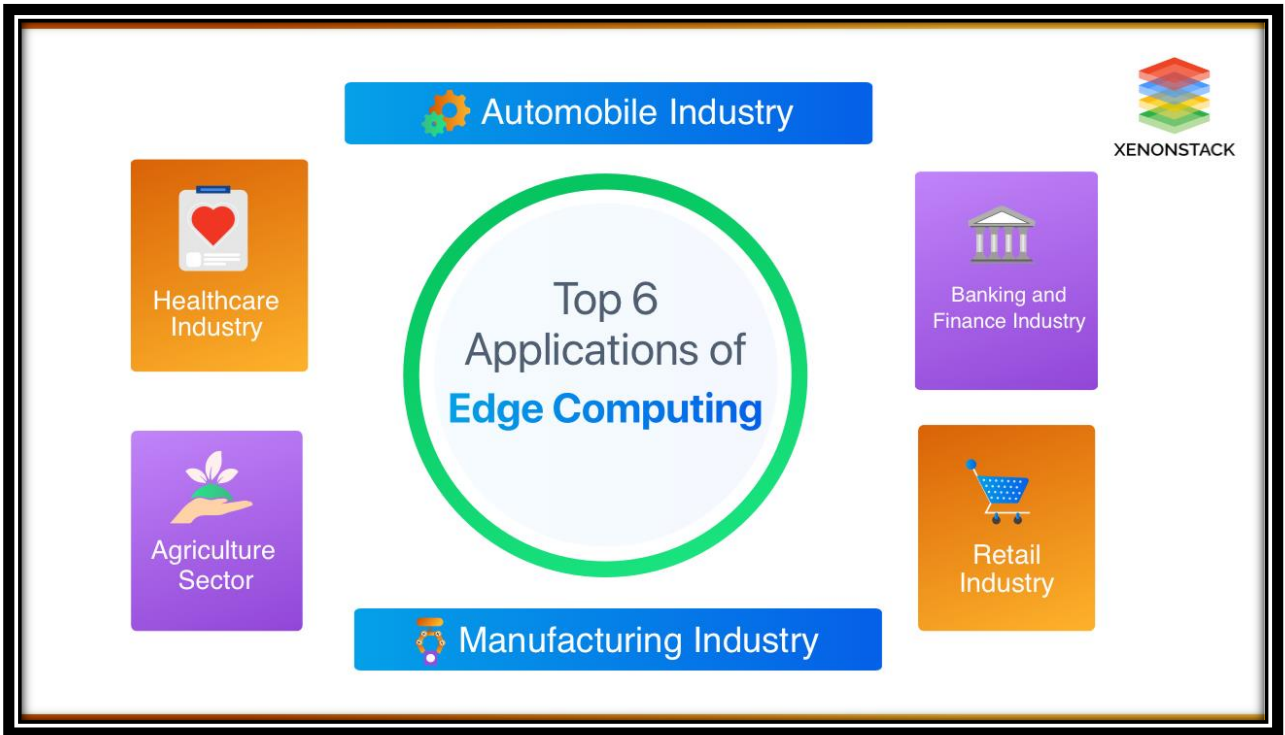 Automobile Industry
XENONSTACK
Healthcare
Industry
Banking and
Finance Industry
Top 6
Applications of
Edge Computing
Agriculture
Sector
Retail
Industry
Manufacturing Industry